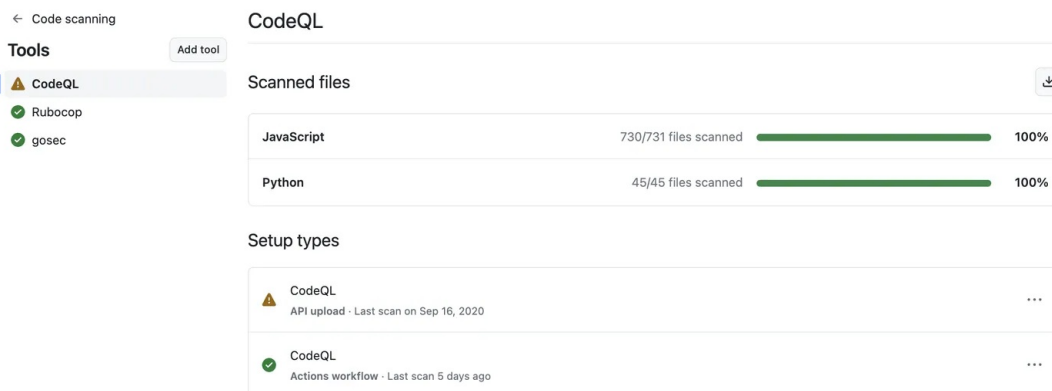 Code scanning
CodeQL
Tools
Add tool
CodeQL
Rubocop
gosec
Scanned files
JavaScript 730/731 files scanned 100%
Python 45/45 files scanned 100%
Setup types
CodeQL
API upload · Last scan on Sep 16, 2020
CodeQL
Actions workflow · Last scan 5 days ago